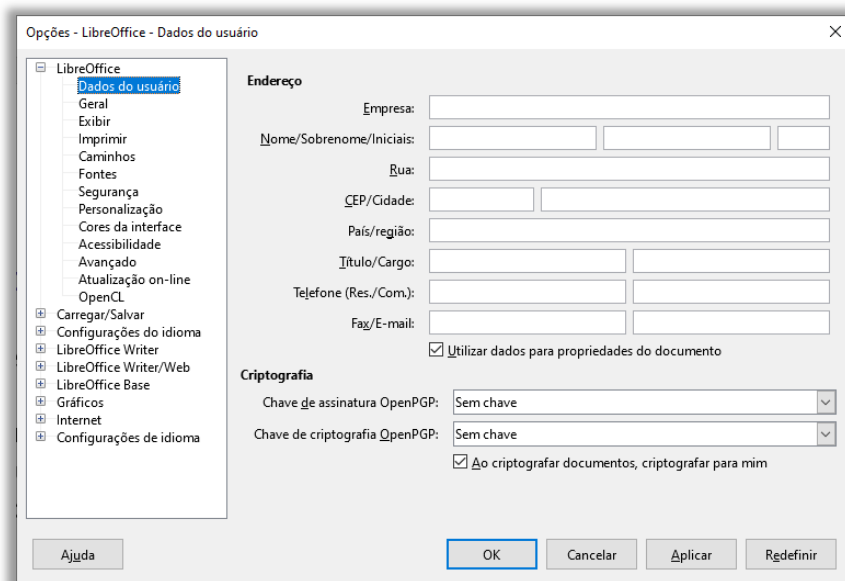 Opções - LibreOffice - Dados do usuário
LibreOffice
Dados do usuário
Geral
Exibir
Imprimir
Caminhos
Fontes
Segurança
Personalização
Cores da interface
Acessibilidade
Avançado
Atualização on-line
OpenCL
Carregar/Salvar
Configurações do idioma
LibreOffice Writer
LibreOffice Writer/Web
LibreOffice Base
Gráficos
Internet
Configurações de idioma
Endereço
Empresa:
Nome/Sobrenome/Iniciais:
Rua:
CEP/Cidade:
País/região:
Título/Cargo:
Telefone (Res./Com.):
Fax/E-mail:
Utilizar dados para propriedades do documento
Criptografia
Chave de assinatura OpenPGP: Sem chave
Chave de criptografia OpenPGP: Sem chave
Ao criptografar documentos, criptografar para mim
Ajuda OK Cancelar Aplicar Redefinir